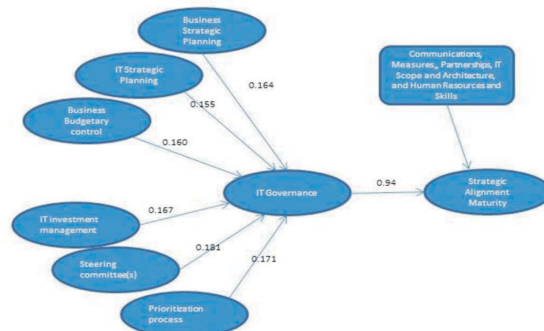 Business
Strategic
Planning
IT Strategic
Planning
Business
Budgetary
control
0.164
0.155
0.160
Communications,
Measures,, Partnerships, IT
Scope and Architecture,
and Human Resources and
Skills
IT Governance
0.94
Strategic
Alignment
Maturity
IT investment
management
0.167
Steering
committee(s)
0.181
Prioritization
process
0.171